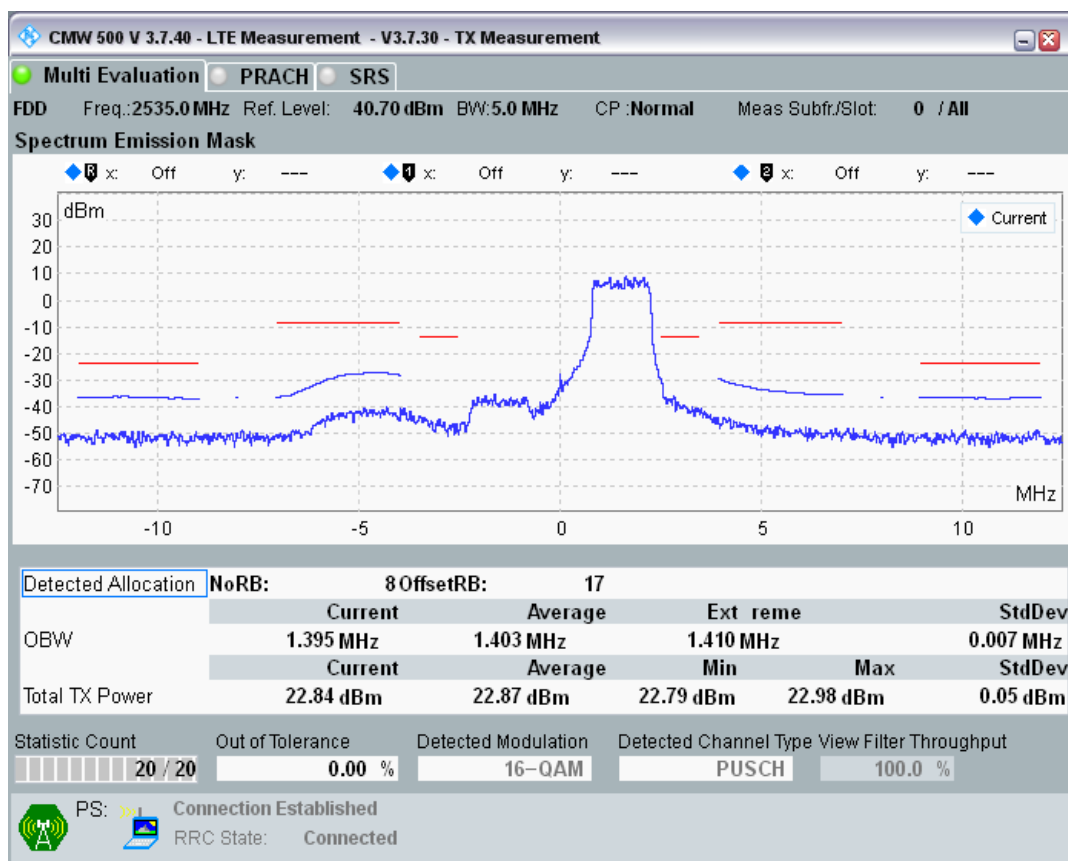 CMW 500 V 3.7.40 - LTE Measurement - V3.7.30 - TX Measurement
Multi Evaluation PRACH SRS
FDD Freq.:2535.0 MHz Ref. Level: 40.70 dBm BW:5.0 MHz CP :Normal Meas Subfr./Slot: 0 / All
Spectrum Emission Mask
R x: Off y: --- 1 x: Off y: --- 2 x: Off y: ---
dBm
Current
30
20
10
0
-10
-20
-30
-40
-50
-60
-70
MHz
-10 -5 0 5 10
Detected Allocation NoRB: 8 OffsetRB: 17
Current Average Ext reme StdDev
OBW 1.395 MHz 1.403 MHz 1.410 MHz 0.007 MHz
Current Average Min Max StdDev
Total TX Power 22.84 dBm 22.87 dBm 22.79 dBm 22.98 dBm 0.05 dBm
Statistic Count Out of Tolerance Detected Modulation Detected Channel Type View Filter Throughput
20 / 20 0.00 % 16-QAM PUSCH 100.0 %
PS: Connection Established
RRC State: Connected